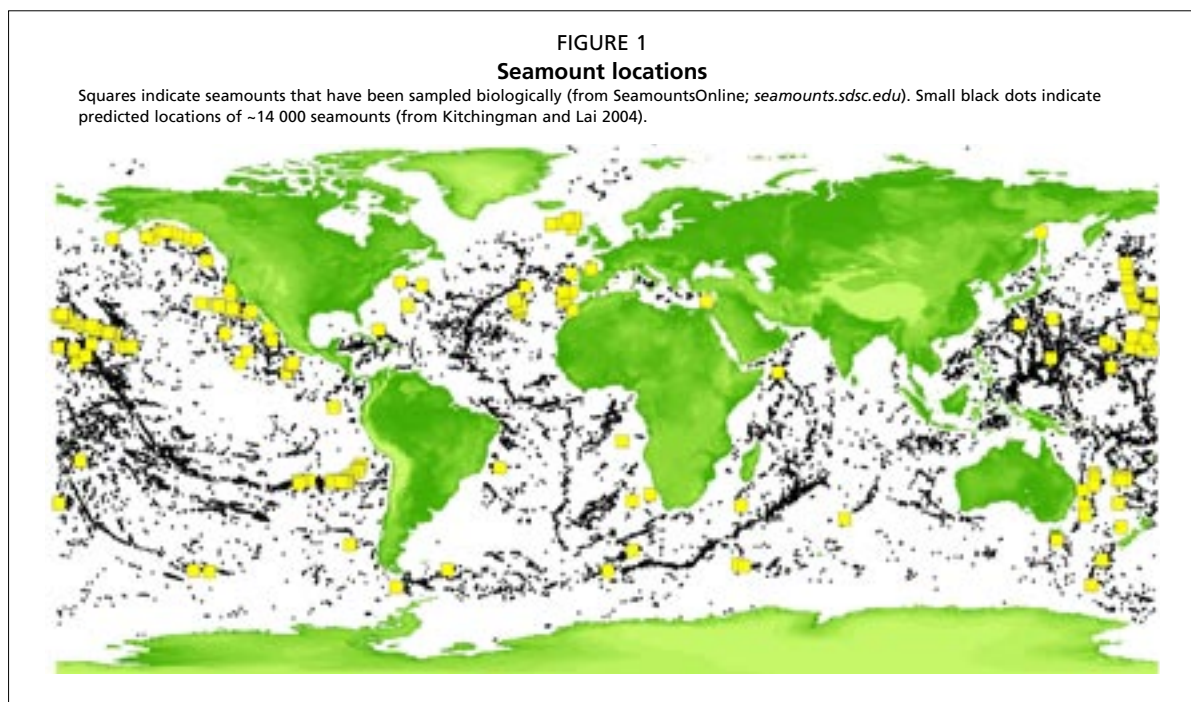 FIGURE 1
Seamount locations
Squares indicate seamounts that have been sampled biologically (from SeamountsOnline; seamounts.sdsc.edu). Small black dots indicate
predicted locations of ~14 000 seamounts (from Kitchingman and Lai 2004).